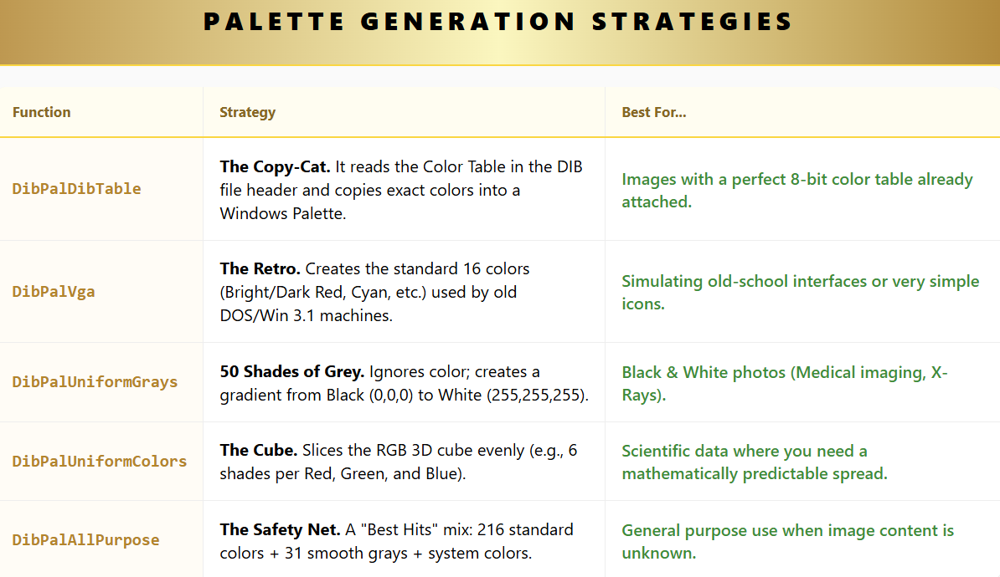 PALETTE GENERATION STRATEGIES
Function
Strategy
Best For...
DibPalDibTable
The Copy-Cat. It reads the Color Table in the DIB
file header and copies exact colors into a
Windows Palette.
Images with a perfect 8-bit color table already
attached.
DibPalVga
The Retro. Creates the standard 16 colors
(Bright/Dark Red, Cyan, etc.) used by old
DOS/Win 3.1 machines.
Simulating old-school interfaces or very simple
icons.
DibPalUniformGrays
50 Shades of Grey. Ignores color; creates a
gradient from Black (0,0,0) to White (255,255,255).
Black & White photos (Medical imaging, X-
Rays).
DibPalUniformColors
The Cube. Slices the RGB 3D cube evenly (e.g., 6
shades per Red, Green, and Blue).
Scientific data where you need a
mathematically predictable spread.
DibPalAllPurpose
The Safety Net. A "Best Hits" mix: 216 standard
colors + 31 smooth grays + system colors.
General purpose use when image content is
unknown.